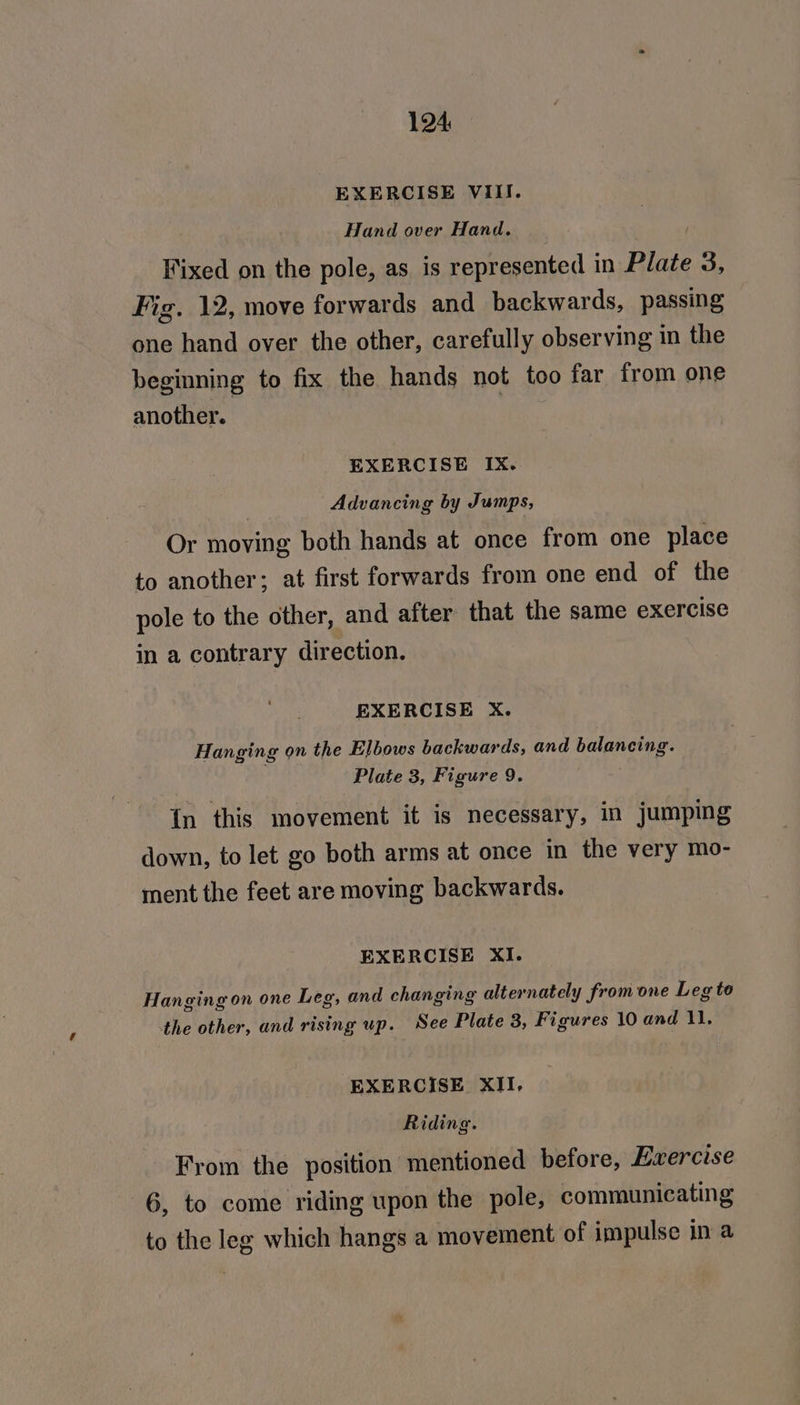 124
EXERCISE VIII.
Hand over Hand.
Fixed on the pole, as is represented in Plate 3,
Fig. 12, move forwards and backwards, passing
one hand over the other, carefully observing in the
beginning to fix the hands not too far from one
another.
EXERCISE IX.
Advancing by Jumps,
Or moving both hands at once from one place
to another; at first forwards from one end of the
pole to the other, and after that the same exercise
in a contrary direction.
EXERCISE X.
Hanging on the Elbows backwards, and balancing.
Plate 3, Figure 9.
In this movement it is necessary, in jumping
down, to let go both arms at once in the very mo-
ment the feet are moving backwards.
EXERCISE XI.
Hanging on one Leg, and changing alternately from one Leg to
the other, and rising up. See Plate 3, Figures 10 and 11.
EXERCISE XII.
Riding.
From the position mentioned before, Exercise
6, to come riding upon the pole, communicating
to the leg which hangs a movement of impulse in a